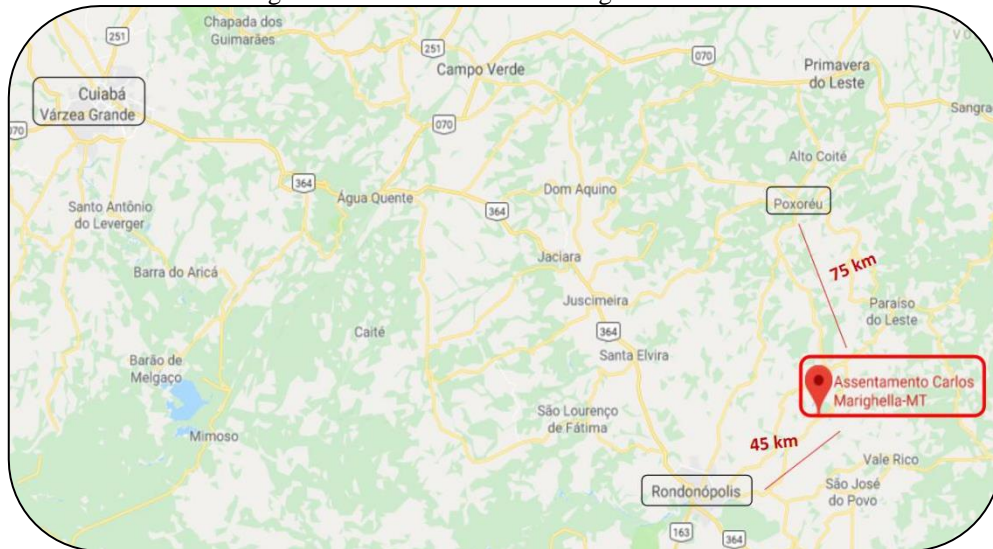 Chapada dos
Guimarães
251
251
Campo Verde
070
Primavera
do Leste
Cuiabá
Várzea Grande
070
070
Sangra
Alto Coité
364
Água Quente
364
Dom Aquino
Poxoréu
Santo Antônio
do Leverger
Jaciara
75 km
Barra do Aricá
Juscimeira
Paraiso
do Leste
Caité
364
Santa Elvira
Barão de
Melgaço
Assentamento Carlos
Marighella-MT
São Lourenço
de Fátima
Mimoso
45 km
Vale Rico
Rondonópolis
São José
do Povo
163
364